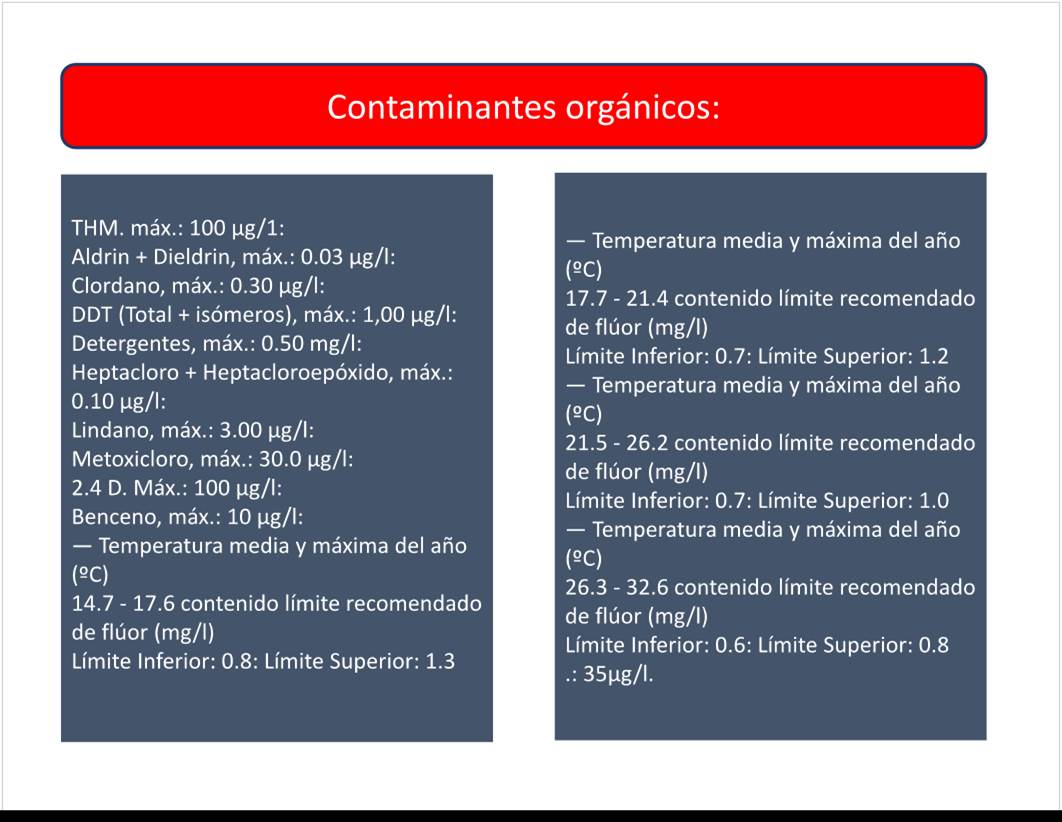 Contaminantes orgánicos:
THM. máx.: 100 µg/1:
Aldrin + Dieldrin, máx.: 0.03 µg/l:
Clordano, máx.: 0.30 µg/l:
DDT (Total + isómeros), máx.: 1,00 µg/l:
Detergentes, máx.: 0.50 mg/l:
Heptacloro + Heptacloroepóxido, máx.:
0.10 µg/l:
Lindano, máx.: 3.00 µg/l:
Metoxicloro, máx.: 30.0 µg/l:
2.4 D. Máx.: 100 µg/l:
Benceno, máx.: 10 µg/l:
— Temperatura media y máxima del año
(ºC)
14.7 - 17.6 contenido límite recomendado
de flúor (mg/l)
Límite Inferior: 0.8: Límite Superior: 1.3
— Temperatura media y máxima del año
(ºC)
17.7 - 21.4 contenido límite recomendado
de flúor (mg/l)
Límite Inferior: 0.7: Límite Superior: 1.2
— Temperatura media y máxima del año
(ºC)
21.5 - 26.2 contenido límite recomendado
de flúor (mg/l)
Límite Inferior: 0.7: Límite Superior: 1.0
— Temperatura media y máxima del año
(ºC)
26.3 - 32.6 contenido límite recomendado
de flúor (mg/l)
Límite Inferior: 0.6: Límite Superior: 0.8
.: 35µg/l.